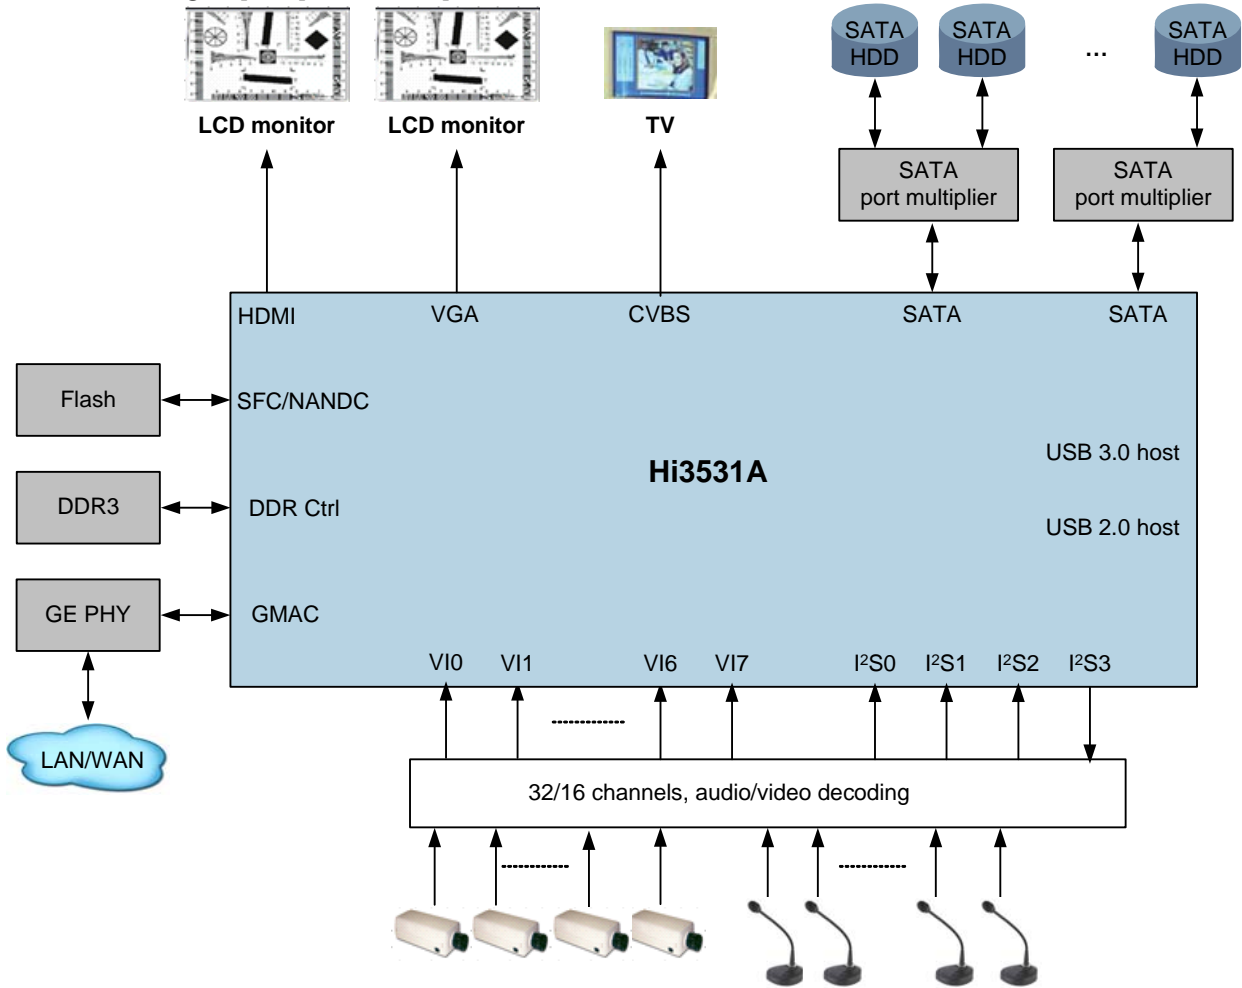 SATA
HDD
SATA
HDD
...
SATA
HDD
LCD monitor
LCD monitor
TV
SATA
port multiplier
SATA
port multiplier
HDMI
VGA
CVBS
SATA
SATA
Flash
SFC/NANDC
USB 3.0 host
Hi3531A
DDR3
DDR Ctrl
USB 2.0 host
GE PHY
GMAC
VI0
VI1
VI6
VI7
I²S0
I²S1
I²S2
I²S3
LAN/WAN
32/16 channels, audio/video decoding